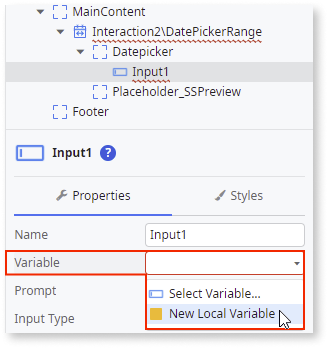 MainContent
Interaction2\DatePickerRange
Datepicker
Input1
Placeholder_SSPreview
Footer
Input1 ?
Properties Styles
Name Input1
Variable
Prompt Select Variable...
New Local Variable
Input Type